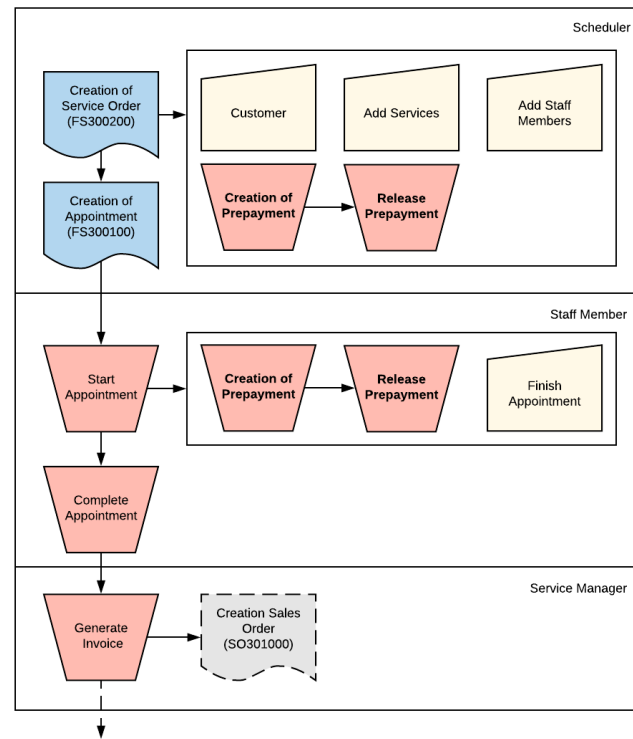 Scheduler
Creation of
Service Order
(FS300200)
Customer
Add Services
Add Staff
Members
Creation of
Appointment
(FS300100)
Creation of
Prepayment
Release
Prepayment
Staff Member
Start
Appointment
Creation of
Prepayment
Release
Prepayment
Finish
Appointment
Complete
Appointment
Service Manager
Generate
Invoice
Creation Sales
Order
(SO301000)